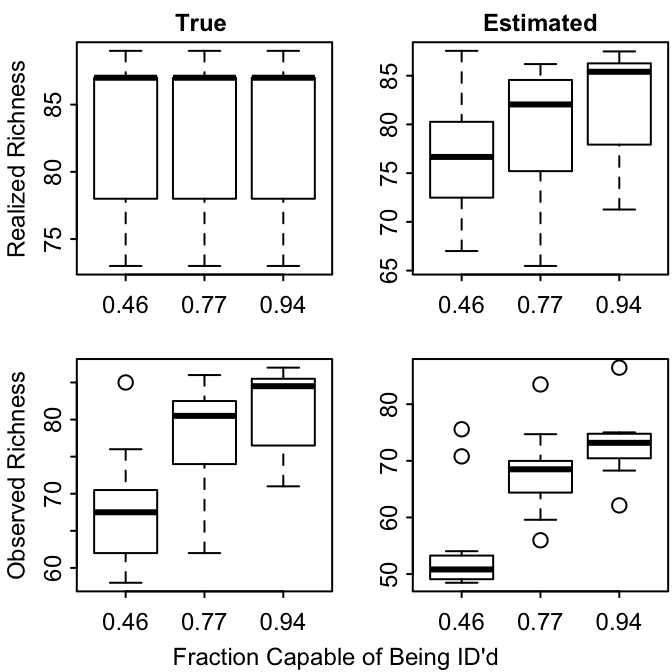 True
Estimated
Realized Richness
85
80
75
0.46 0.77 0.94
85
80
75
70
65
0.46 0.77 0.94
Observed Richness
80
70
60
0.46 0.77 0.94
80
70
60
50
0.46 0.77 0.94
Fraction Capable of Being ID'd